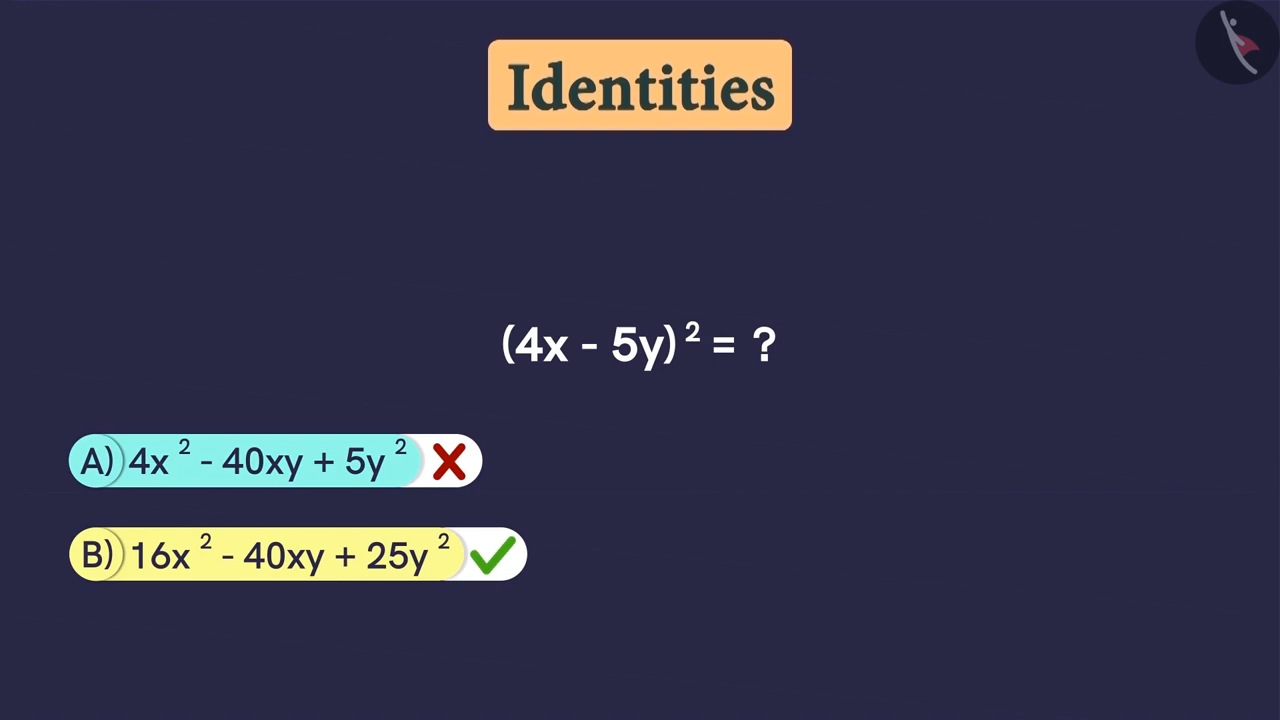 Identities
(4x - 5y)² = ?
A) 4x² - 40xy + 5y²
B) 16x² - 40xy + 25y²